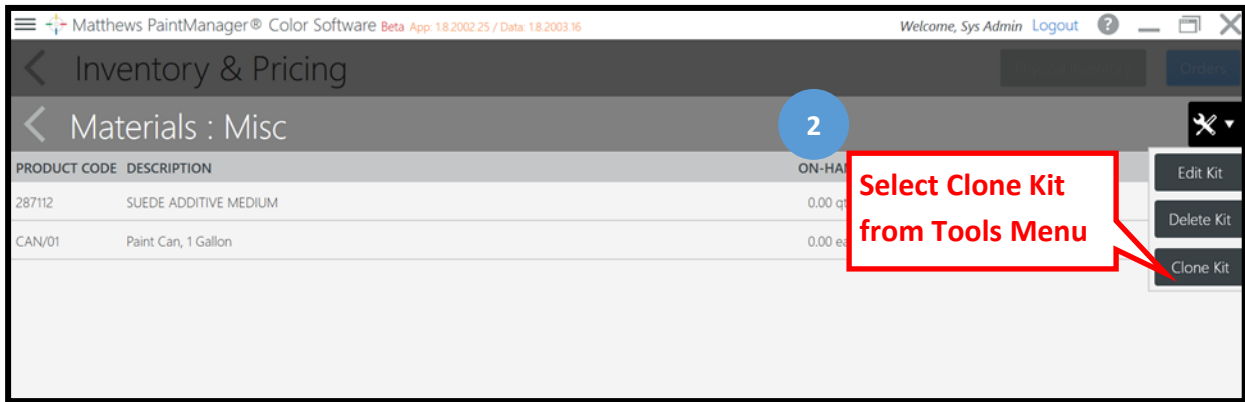 Matthews PaintManager® Color Software Beta App: 1.8.2002.25 / Data: 1.8.2003.16 Welcome, Sys Admin Logout ?
Inventory & Pricing Orders
Materials : Misc 2
PRODUCT CODE DESCRIPTION ON-HA
Edit Kit
287112 SUEDE ADDITIVE MEDIUM 0.00 qt
Select Clone Kit
from Tools Menu
Delete Kit
CAN/01 Paint Can, 1 Gallon 0.00 ea
Clone Kit